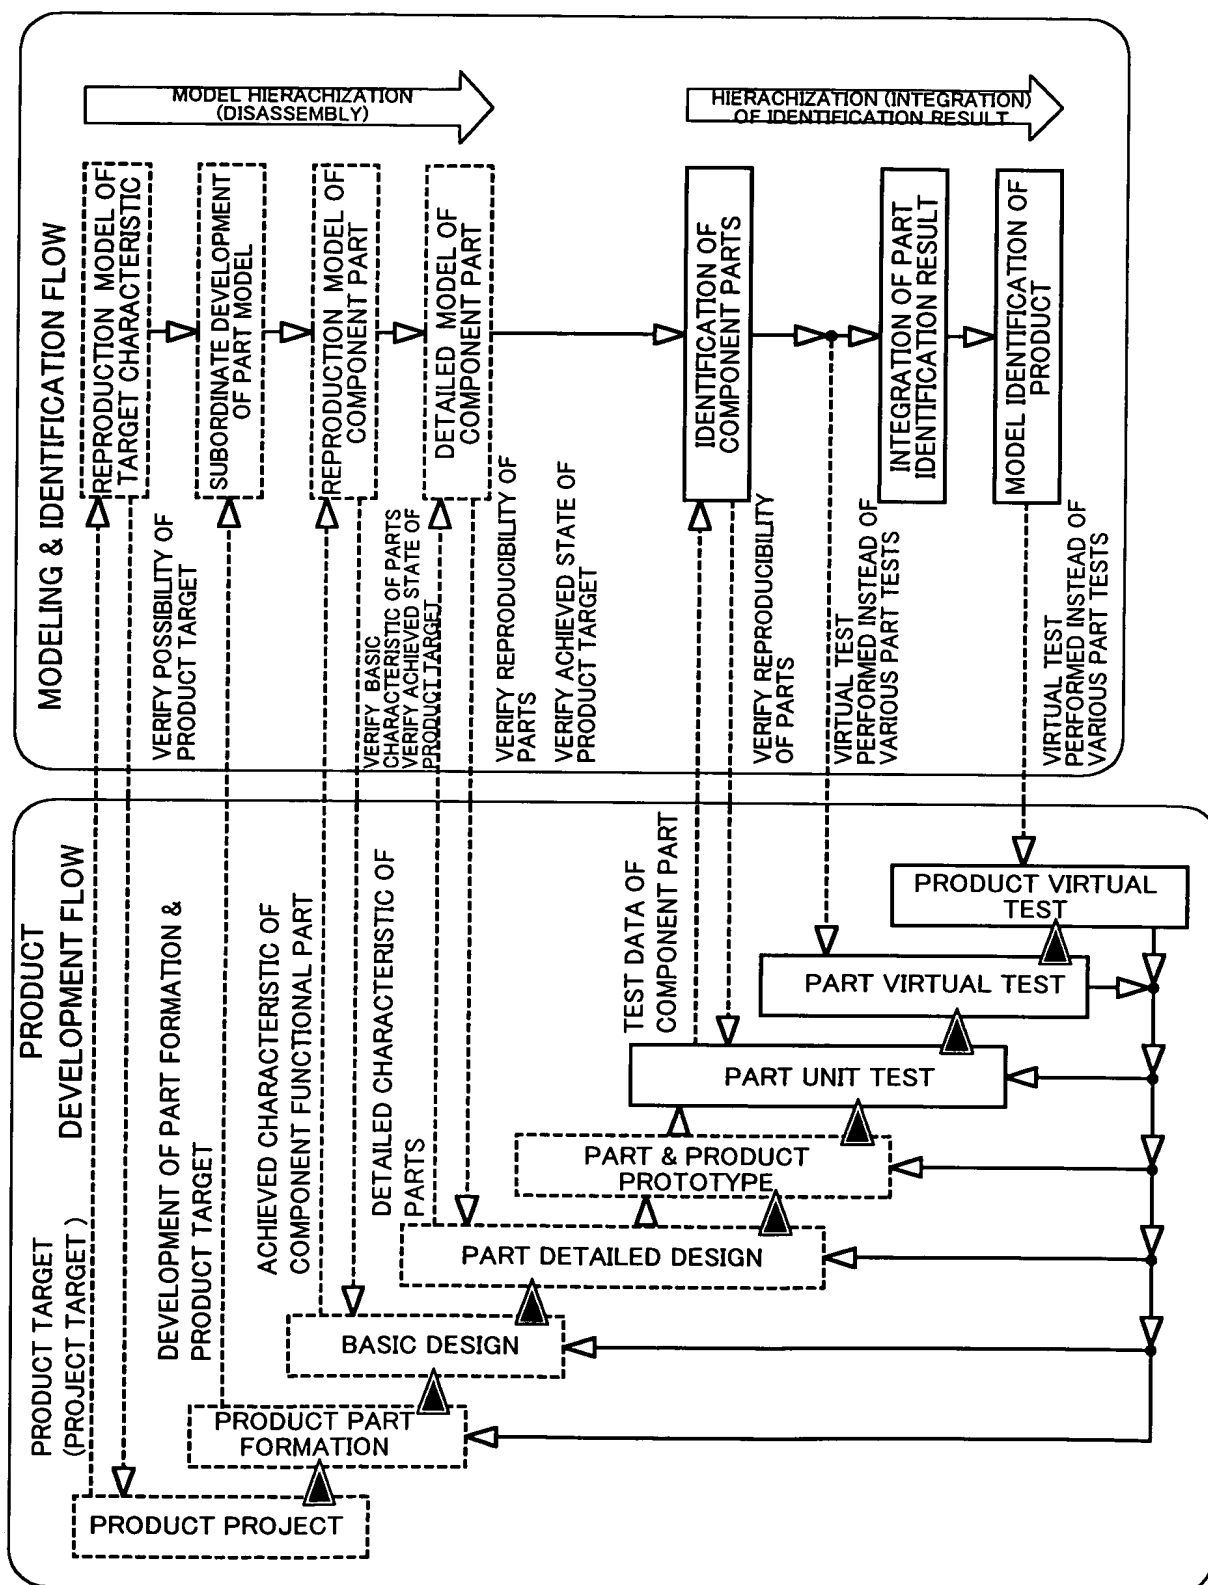 MODELING & IDENTIFICATION FLOW
MODEL HIERACHIZATION
(DISASSEMBLY)
HIERACHIZATION (INTEGRATION)
OF IDENTIFICATION RESULT
REPRODUCTION MODEL OF
TARGET CHARACTERISTIC
SUBORDINATE DEVELOPMENT
OF PART MODEL
REPRODUCTION MODEL OF
COMPONENT PART
DETAILED MODEL OF
COMPONENT PART
IDENTIFICATION OF
COMPONENT PARTS
INTEGRATION OF PART
IDENTIFICATION RESULT
MODEL IDENTIFICATION OF
PRODUCT
VERIFY POSSIBILITY OF
PRODUCT TARGET
VERIFY BASIC
CHARACTERISTIC OF PARTS
VERIFY ACHIEVED STATE OF
PRODUCT TARGET
VERIFY REPRODUCIBILITY OF
PARTS
VERIFY ACHIEVED STATE OF
PRODUCT TARGET
VERIFY REPRODUCIBILITY
OF PARTS
VIRTUAL TEST
PERFORMED INSTEAD OF
VARIOUS PART TESTS
VIRTUAL TEST
PERFORMED INSTEAD OF
VARIOUS PART TESTS
PRODUCT
DEVELOPMENT FLOW
PRODUCT TARGET
(PROJECT TARGET )
DEVELOPMENT OF PART FORMATION &
PRODUCT TARGET
ACHIEVED CHARACTERISTIC OF
COMPONENT FUNCTIONAL PART
DETAILED CHARACTERISTIC OF
PARTS
TEST DATA OF
COMPONENT PART
PRODUCT VIRTUAL
TEST
PART VIRTUAL TEST
PART UNIT TEST
PART & PRODUCT
PROTOTYPE
PART DETAILED DESIGN
BASIC DESIGN
PRODUCT PART
FORMATION
PRODUCT PROJECT